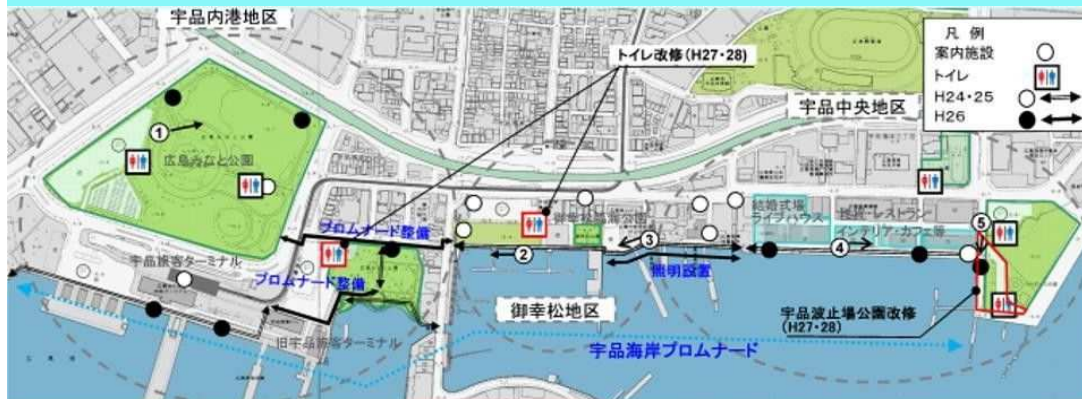 宇品内港地区
トイレ改修(H27・28)
凡 例
案内施設
トイレ
H24・25
H26
宇品中央地区
①
広島みなと公園
結婚式場
ライブハウス
雑貨・レストラン
インテリア・カフェ等
プロムナード整備
②
③
④
⑤
宇品旅客ターミナル
プロムナード整備
照明設置
御幸松地区
宇品波止場公園改修
(H27・28)
旧宇品旅客ターミナル
宇品海岸プロムナード